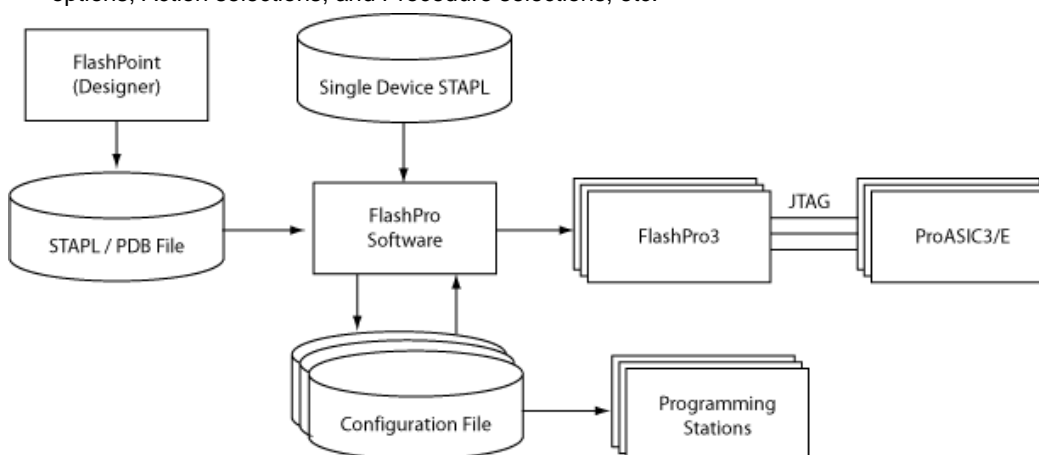 options, Action selections, and Procedure selections, etc.
FlashPoint
(Designer)
Single Device STAPL
STAPL / PDB File
FlashPro
Software
FlashPro3
JTAG
ProASIC3/E
Configuration File
Programming
Stations